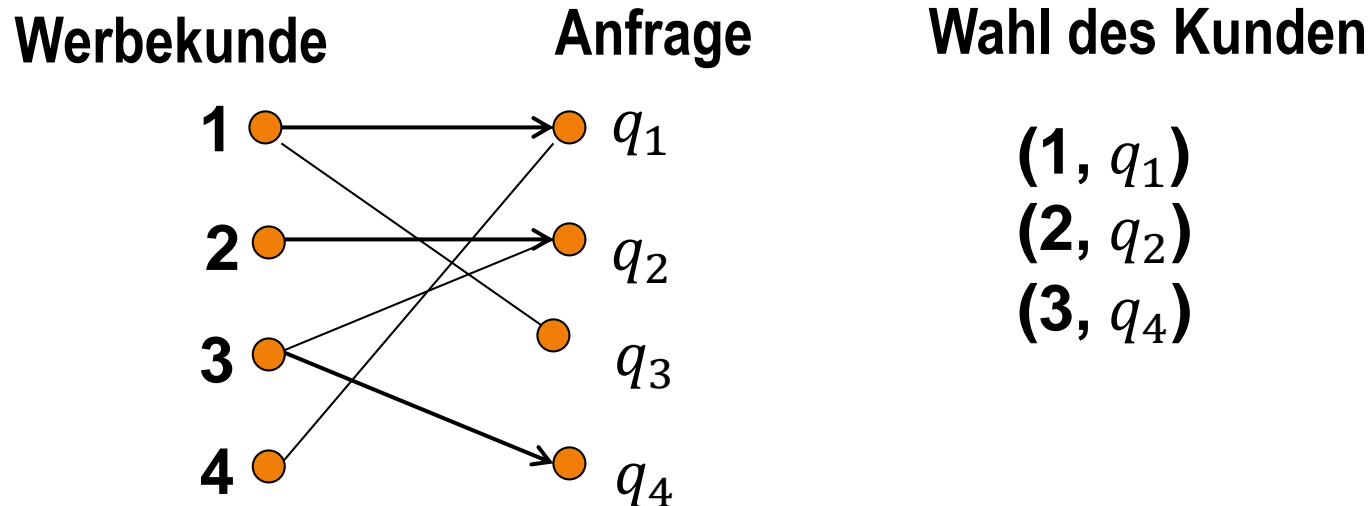 Werbekunde Anfrage Wahl des Kunden
1 q₁ (1, q₁)
2 q₂ (2, q₂)
3 q₃ (3, q₄)
4 q₄